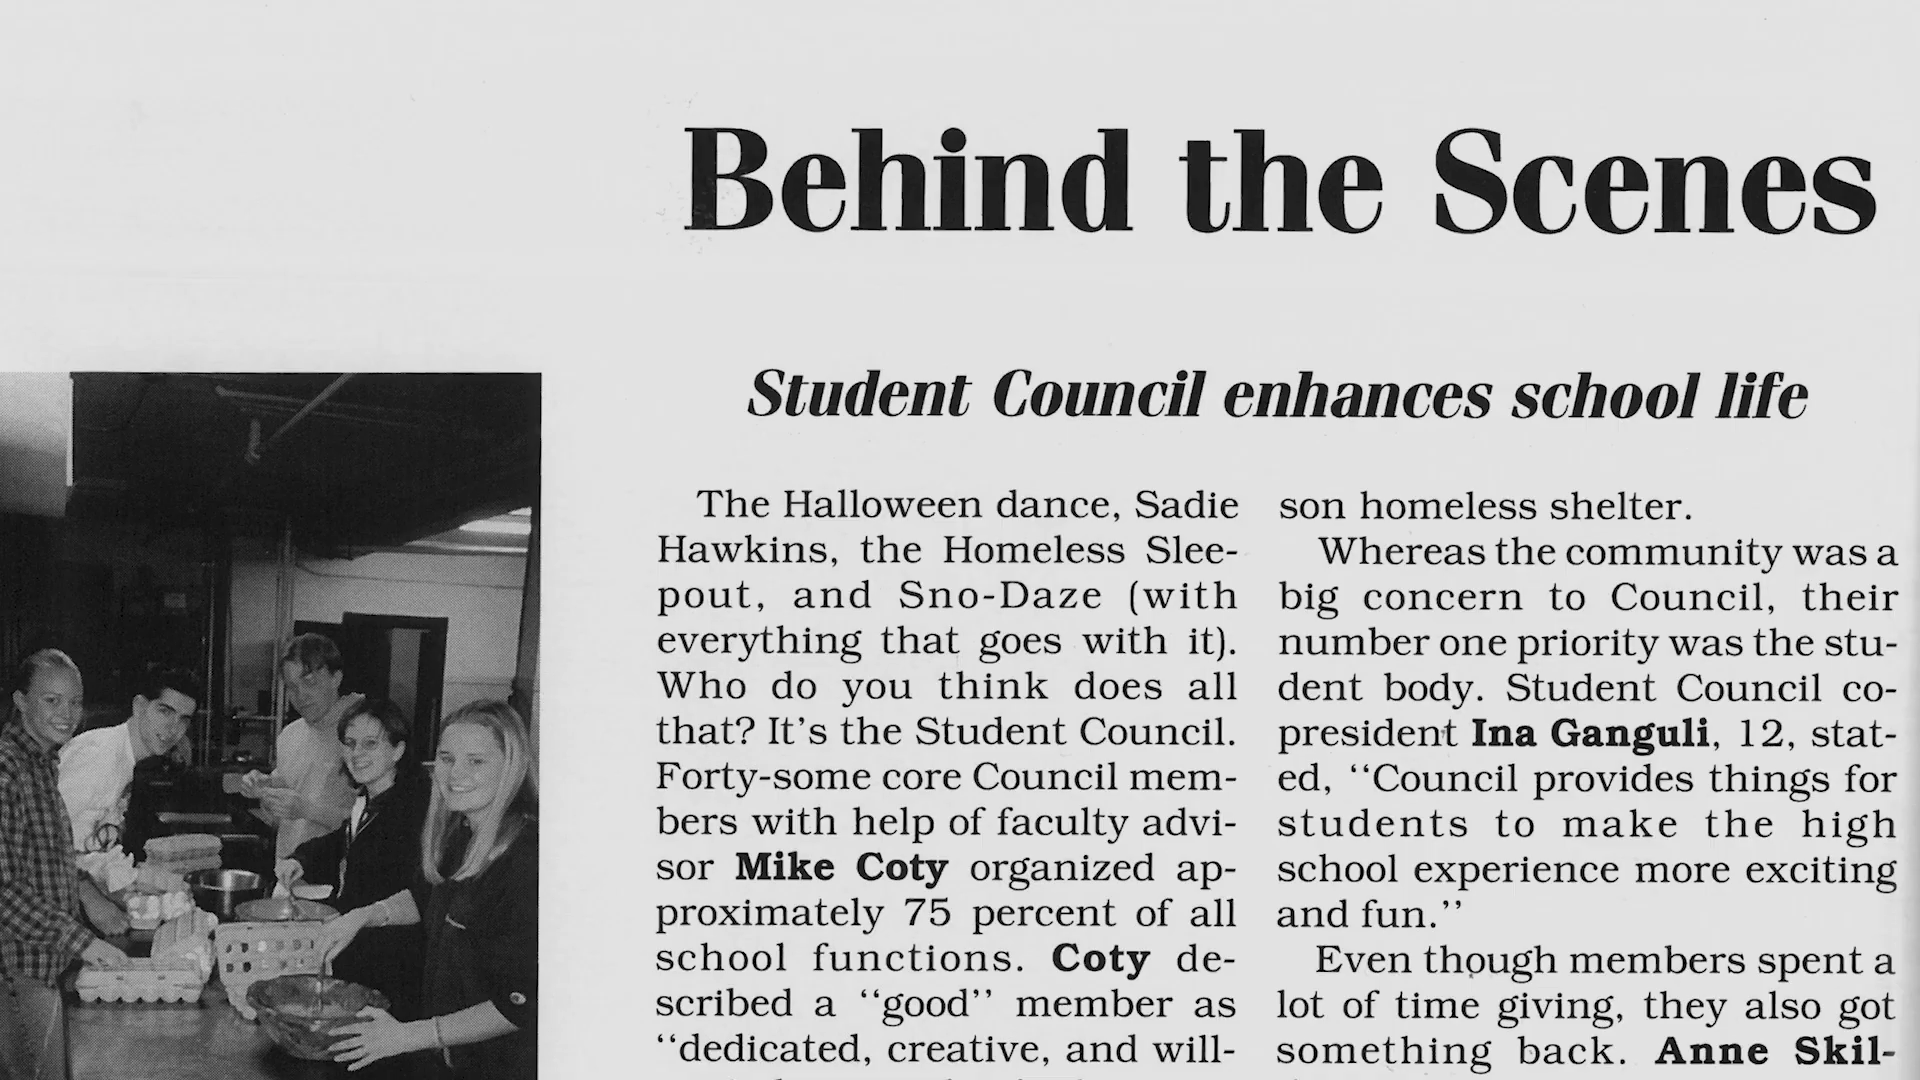 Behind the Scenes
Student Council enhances school life
The Halloween dance, Sadie
Hawkins, the Homeless Slee-
pout, and Sno-Daze (with
everything that goes with it).
Who do you think does all
that? It's the Student Council.
Forty-some core Council mem-
bers with help of faculty advi-
sor Mike Coty organized ap-
proximately 75 percent of all
school functions. Coty de-
scribed a “good” member as
“dedicated, creative, and will-
son homeless shelter.
Whereas the community was a
big concern to Council, their
number one priority was the stu-
dent body. Student Council co-
president Ina Ganguli, 12, stat-
ed, “Council provides things for
students to make the high
school experience more exciting
and fun.”
Even though members spent a
lot of time giving, they also got
something back. Anne Skil-